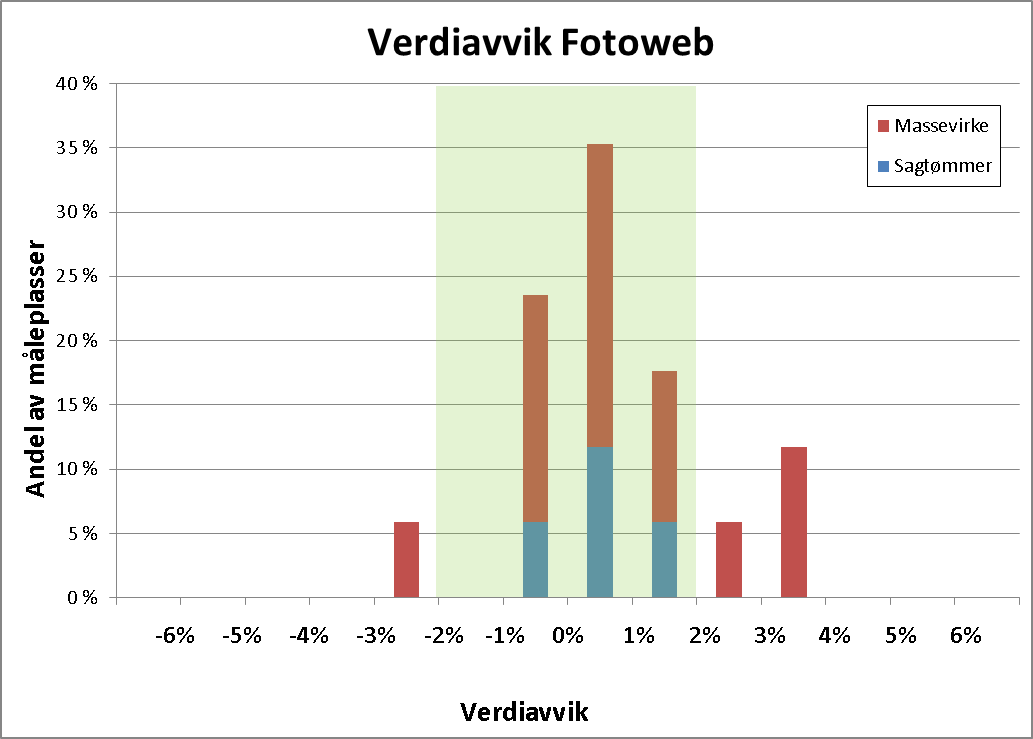 Verdiavvik Fotoweb
40 %
35 %
30 %
25 %
20 %
15 %
10 %
5 %
0 %
Andel av måleplasser
Massevirke
Sagtømmer
-6% -5% -4% -3% -2% -1% 0% 1% 2% 3% 4% 5% 6%
Verdiavvik